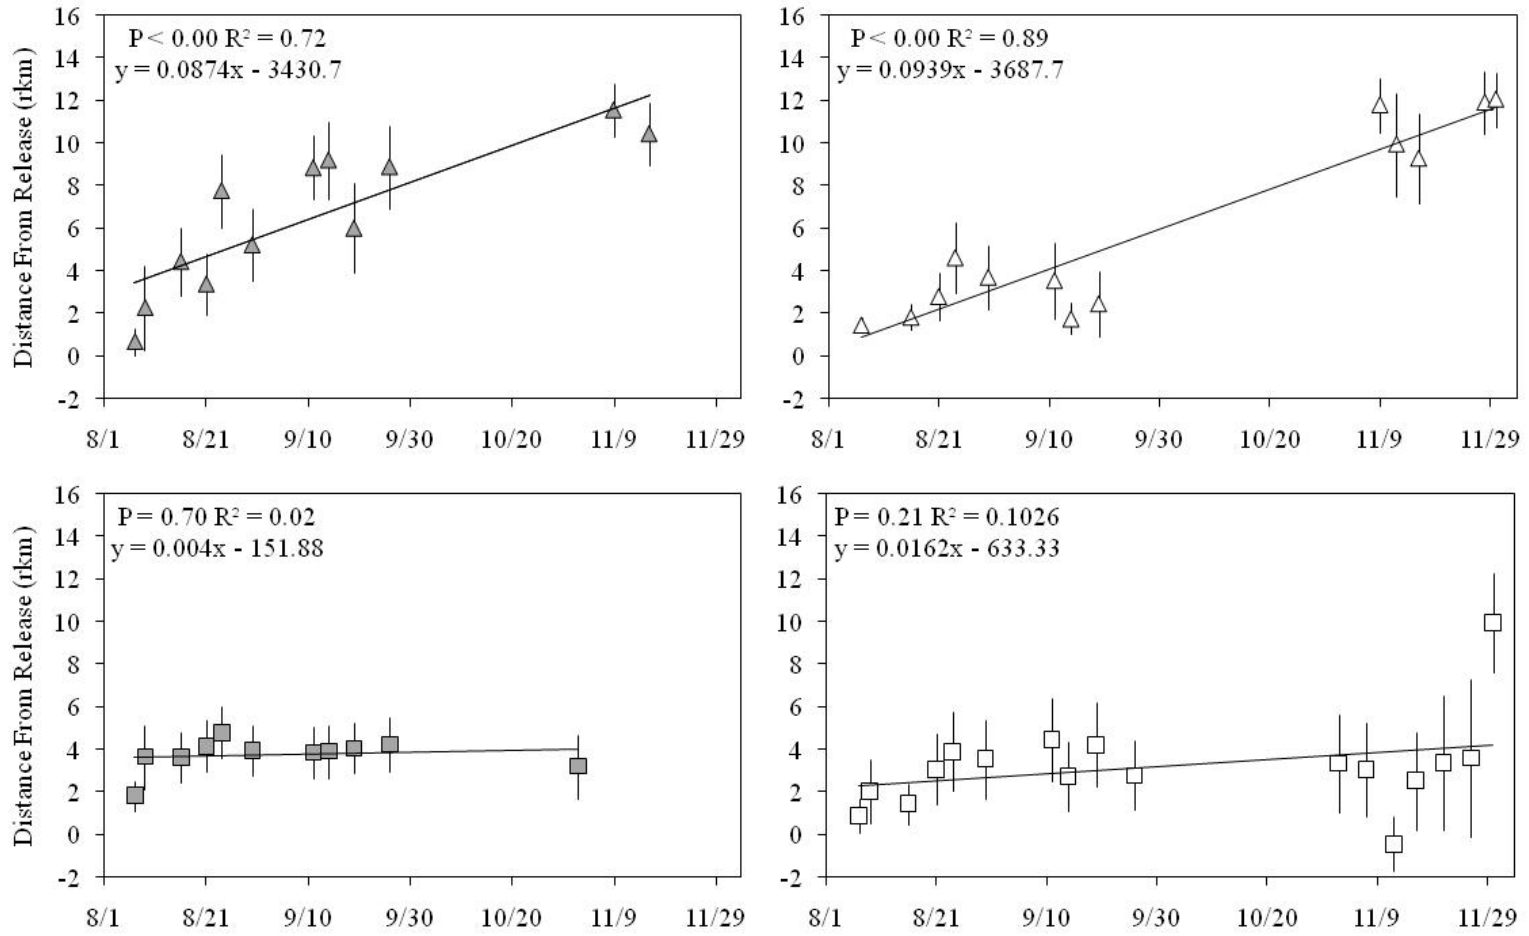 16
14
12
10
8
6
4
2
0
-2
Distance From Release (rkm)
P < 0.00 R² = 0.72
y = 0.0874x - 3430.7
8/1 8/21 9/10 9/30 10/20 11/9 11/29
16
14
12
10
8
6
4
2
0
-2
P < 0.00 R² = 0.89
y = 0.0939x - 3687.7
8/1 8/21 9/10 9/30 10/20 11/9 11/29
16
14
12
10
8
6
4
2
0
-2
Distance From Release (rkm)
P = 0.70 R² = 0.02
y = 0.004x - 151.88
8/1 8/21 9/10 9/30 10/20 11/9 11/29
16
14
12
10
8
6
4
2
0
-2
P = 0.21 R² = 0.1026
y = 0.0162x - 633.33
8/1 8/21 9/10 9/30 10/20 11/9 11/29